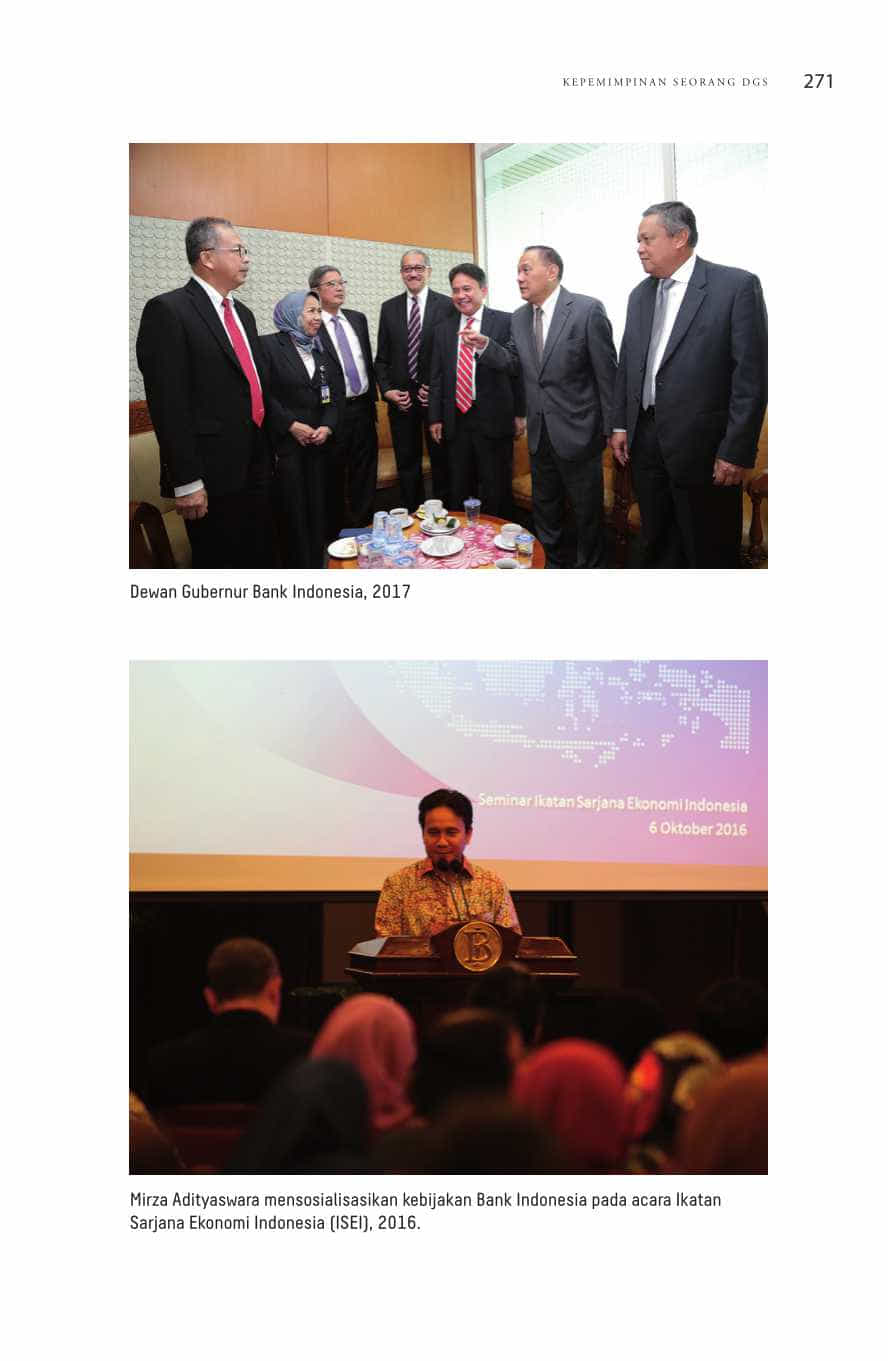 KEPEMIMPINAN SEORANG DGS 271
Dewan Gubernur Bank Indonesia, 2017
Seminar Ikatan Sarjana Ekonomi Indonesia
6 Oktober 2016
B
Mirza Adityaswara mensosialisasikan kebijakan Bank Indonesia pada acara Ikatan
Sarjana Ekonomi Indonesia (ISEI), 2016.